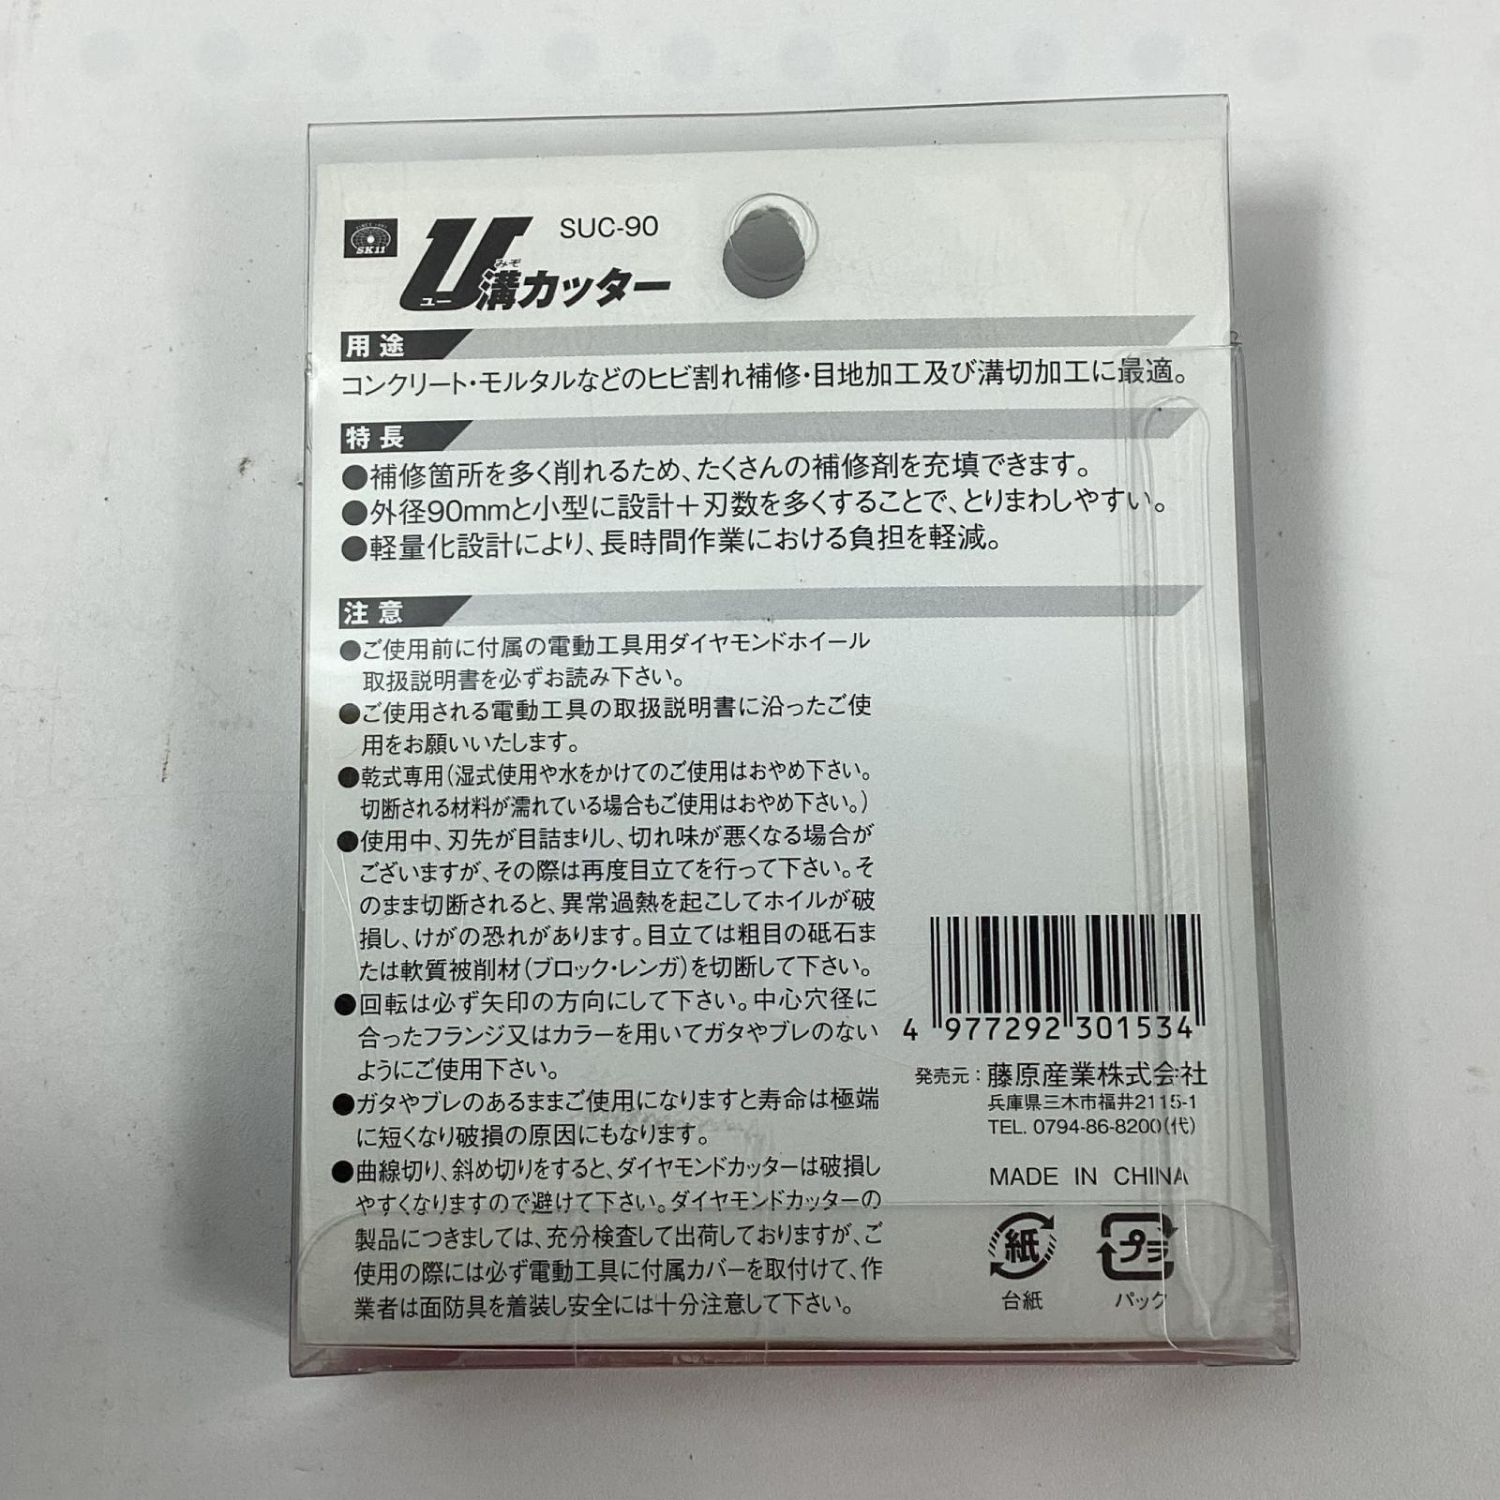 SINCE 1967
SK11
U溝カッター
ユー
みぞ
SUC-90
用途
コンクリート・モルタルなどのヒビ割れ補修・目地加工及び溝切加工に最適。
特長
●補修箇所を多く削れるため、たくさんの補修剤を充填できます。
●外径90mmと小型に設計＋刃数を多くすることで、とりまわしやすい。
●軽量化設計により、長時間作業における負担を軽減。
注意
●ご使用前に付属の電動工具用ダイヤモンドホイール
取扱説明書を必ずお読み下さい。
●ご使用される電動工具の取扱説明書に沿ったご使
用をお願いいたします。
●乾式専用(湿式使用や水をかけてのご使用はおやめ下さい。
切断される材料が濡れている場合もご使用はおやめ下さい。)
●使用中、刃先が目詰まりし、切れ味が悪くなる場合が
ございますが、その際は再度目立てを行って下さい。そ
のまま切断されると、異常過熱を起こしてホイルが破
損し、けがの恐れがあります。目立ては粗目の砥石ま
たは軟質被削材(ブロック・レンガ)を切断して下さい。
●回転は必ず矢印の方向にして下さい。中心穴径に
合ったフランジ又はカラーを用いてガタやブレのない
ようにご使用下さい。
●ガタやブレのあるままご使用になりますと寿命は極端
に短くなり破損の原因にもなります。
●曲線切り、斜め切りをすると、ダイヤモンドカッターは破損し
やすくなりますので避けて下さい。ダイヤモンドカッターの
製品につきましては、充分検査して出荷しておりますが、ご
使用の際には必ず電動工具に付属カバーを取付けて、作
業者は面防具を着装し安全には十分注意して下さい。
4 977292 301534
発売元：藤原産業株式会社
兵庫県三木市福井2115-1
TEL. 0794-86-8200(代)
MADE IN CHINA
紙
台紙
プラ
パック